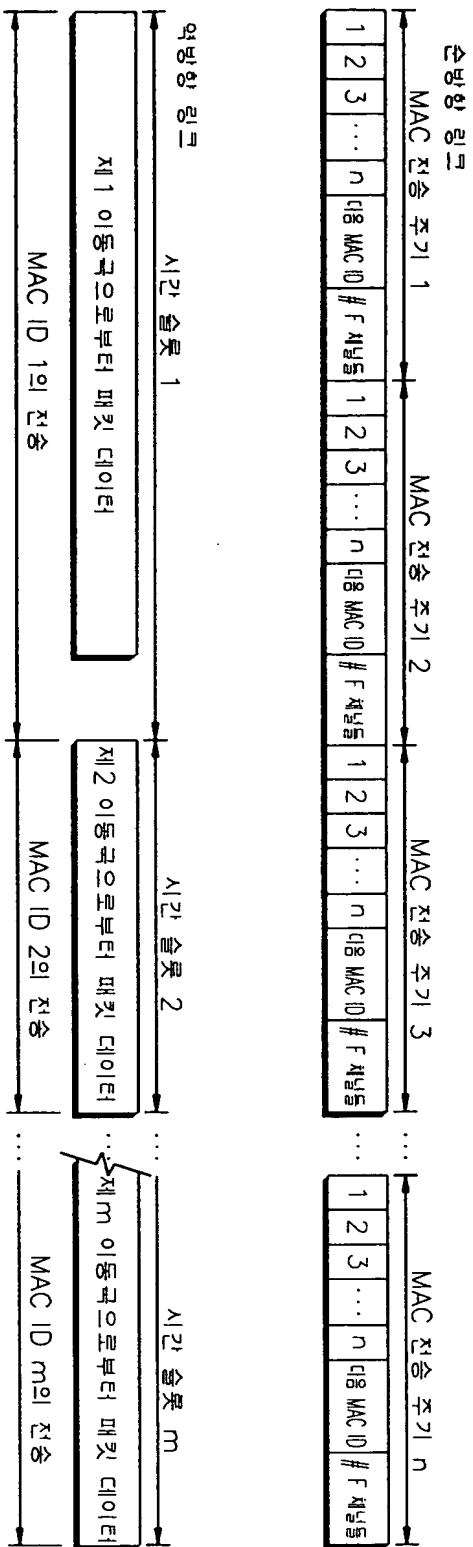 순방향 링크
MAC 전송 주기 1
MAC 전송 주기 2
MAC 전송 주기 3
...
MAC 전송 주기 n
1 2 3 ... n 다음 MAC ID # F 채널들
1 2 3 ... n 다음 MAC ID # F 채널들
1 2 3 ... n 다음 MAC ID # F 채널들
...
1 2 3 ... n 다음 MAC ID # F 채널들
역방향 링크
시간 슬롯 1
시간 슬롯 2
...
시간 슬롯 m
제1 이동국으로부터 패킷 데이터
제2 이동국으로부터 패킷 데이터
...
제m 이동국으로부터 패킷 데이터
MAC ID 1의 전송
MAC ID 2의 전송
...
MAC ID m의 전송